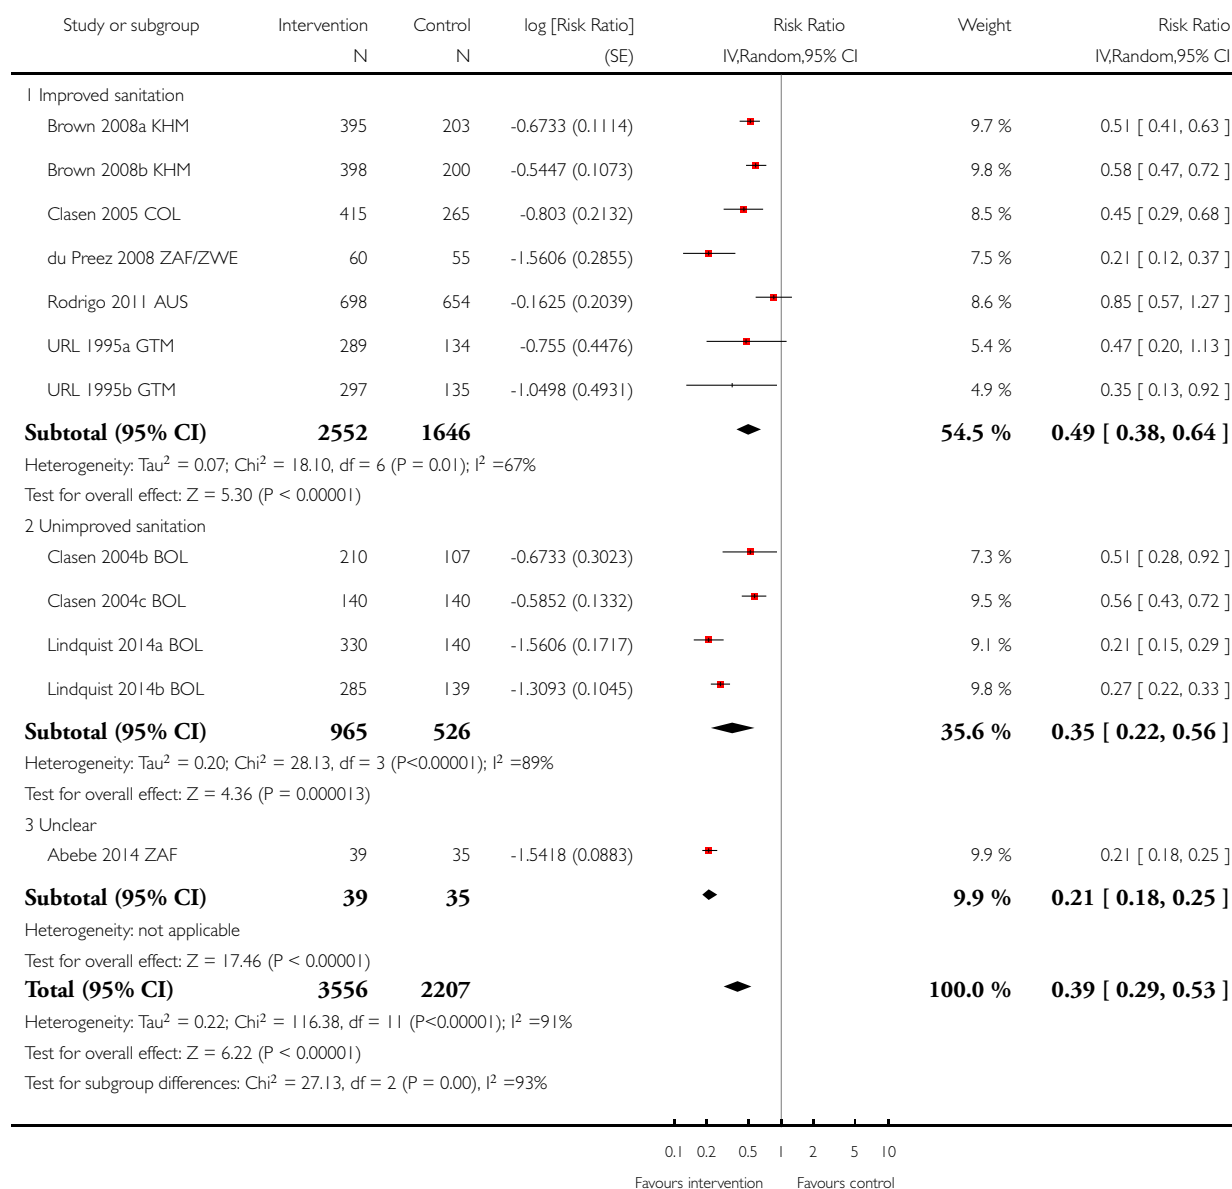 Study or subgroup Intervention Control log [Risk Ratio] Risk Ratio Weight Risk Ratio
N N (SE) IV,Random,95% CI IV,Random,95% CI
1 Improved sanitation
Brown 2008a KHM 395 203 -0.6733 (0.1114) 9.7 % 0.51 [ 0.41, 0.63 ]
Brown 2008b KHM 398 200 -0.5447 (0.1073) 9.8 % 0.58 [ 0.47, 0.72 ]
Clasen 2005 COL 415 265 -0.803 (0.2132) 8.5 % 0.45 [ 0.29, 0.68 ]
du Preez 2008 ZAF/ZWE 60 55 -1.5606 (0.2855) 7.5 % 0.21 [ 0.12, 0.37 ]
Rodrigo 2011 AUS 698 654 -0.1625 (0.2039) 8.6 % 0.85 [ 0.57, 1.27 ]
URL 1995a GTM 289 134 -0.755 (0.4476) 5.4 % 0.47 [ 0.20, 1.13 ]
URL 1995b GTM 297 135 -1.0498 (0.4931) 4.9 % 0.35 [ 0.13, 0.92 ]
Subtotal (95% CI) 2552 1646 54.5 % 0.49 [ 0.38, 0.64 ]
Heterogeneity: Tau² = 0.07; Chi² = 18.10, df = 6 (P = 0.01); I² =67%
Test for overall effect: Z = 5.30 (P < 0.00001)
2 Unimproved sanitation
Clasen 2004b BOL 210 107 -0.6733 (0.3023) 7.3 % 0.51 [ 0.28, 0.92 ]
Clasen 2004c BOL 140 140 -0.5852 (0.1332) 9.5 % 0.56 [ 0.43, 0.72 ]
Lindquist 2014a BOL 330 140 -1.5606 (0.1717) 9.1 % 0.21 [ 0.15, 0.29 ]
Lindquist 2014b BOL 285 139 -1.3093 (0.1045) 9.8 % 0.27 [ 0.22, 0.33 ]
Subtotal (95% CI) 965 526 35.6 % 0.35 [ 0.22, 0.56 ]
Heterogeneity: Tau² = 0.20; Chi² = 28.13, df = 3 (P<0.00001); I² =89%
Test for overall effect: Z = 4.36 (P = 0.000013)
3 Unclear
Abebe 2014 ZAF 39 35 -1.5418 (0.0883) 9.9 % 0.21 [ 0.18, 0.25 ]
Subtotal (95% CI) 39 35 9.9 % 0.21 [ 0.18, 0.25 ]
Heterogeneity: not applicable
Test for overall effect: Z = 17.46 (P < 0.00001)
Total (95% CI) 3556 2207 100.0 % 0.39 [ 0.29, 0.53 ]
Heterogeneity: Tau² = 0.22; Chi² = 116.38, df = 11 (P<0.00001); I² =91%
Test for overall effect: Z = 6.22 (P < 0.00001)
Test for subgroup differences: Chi² = 27.13, df = 2 (P = 0.00), I² =93%
0.1 0.2 0.5 1 2 5 10
Favours intervention Favours control